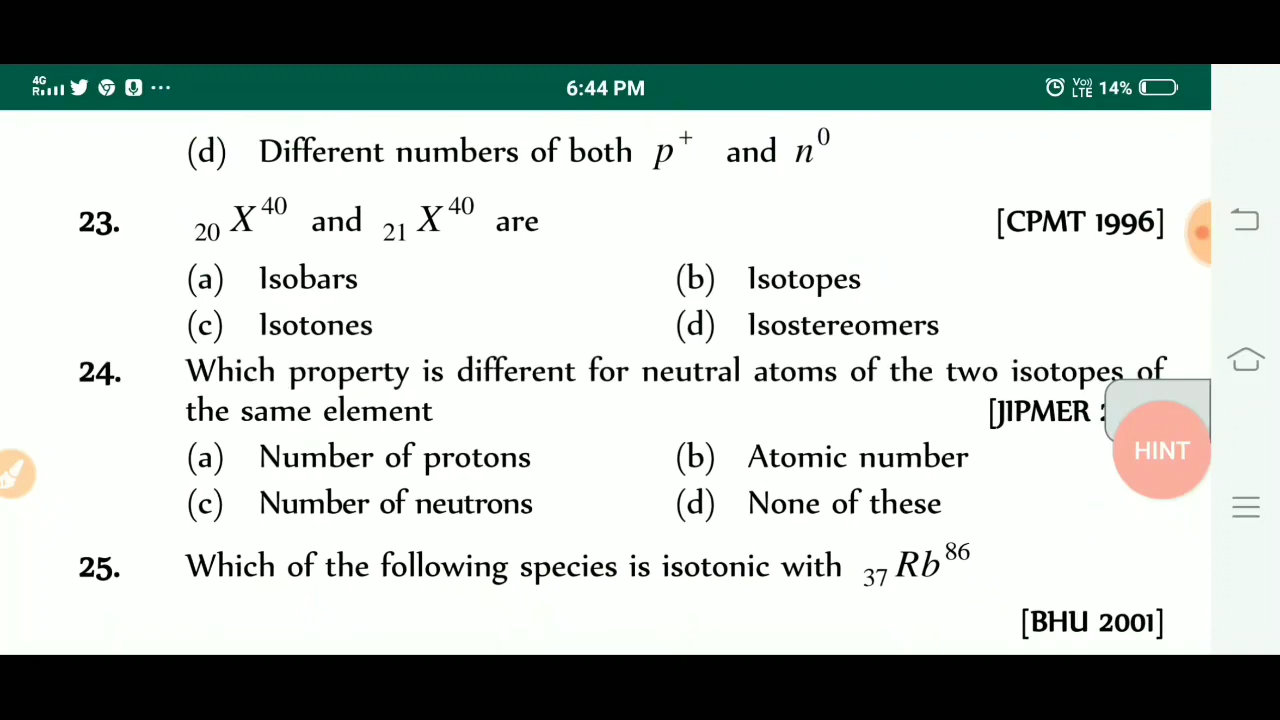 4G R 6:44 PM Vo)) LTE 14%
(d) Different numbers of both p⁺ and n⁰
23. ₂₀X⁴⁰ and ₂₁X⁴⁰ are [CPMT 1996]
(a) Isobars (b) Isotopes
(c) Isotones (d) Isostereomers
24. Which property is different for neutral atoms of the two isotopes of
the same element [JIPMER
(a) Number of protons (b) Atomic number
HINT
(c) Number of neutrons (d) None of these
25. Which of the following species is isotonic with ₃₇Rb⁸⁶
[BHU 2001]